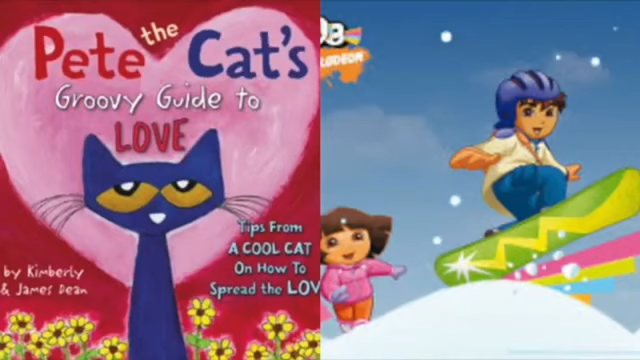 Pete the Cat's
Groovy Guide to
LOVE
Tips From
A COOL CAT
On How To
Spread the LOV
by Kimberly
& James Dean